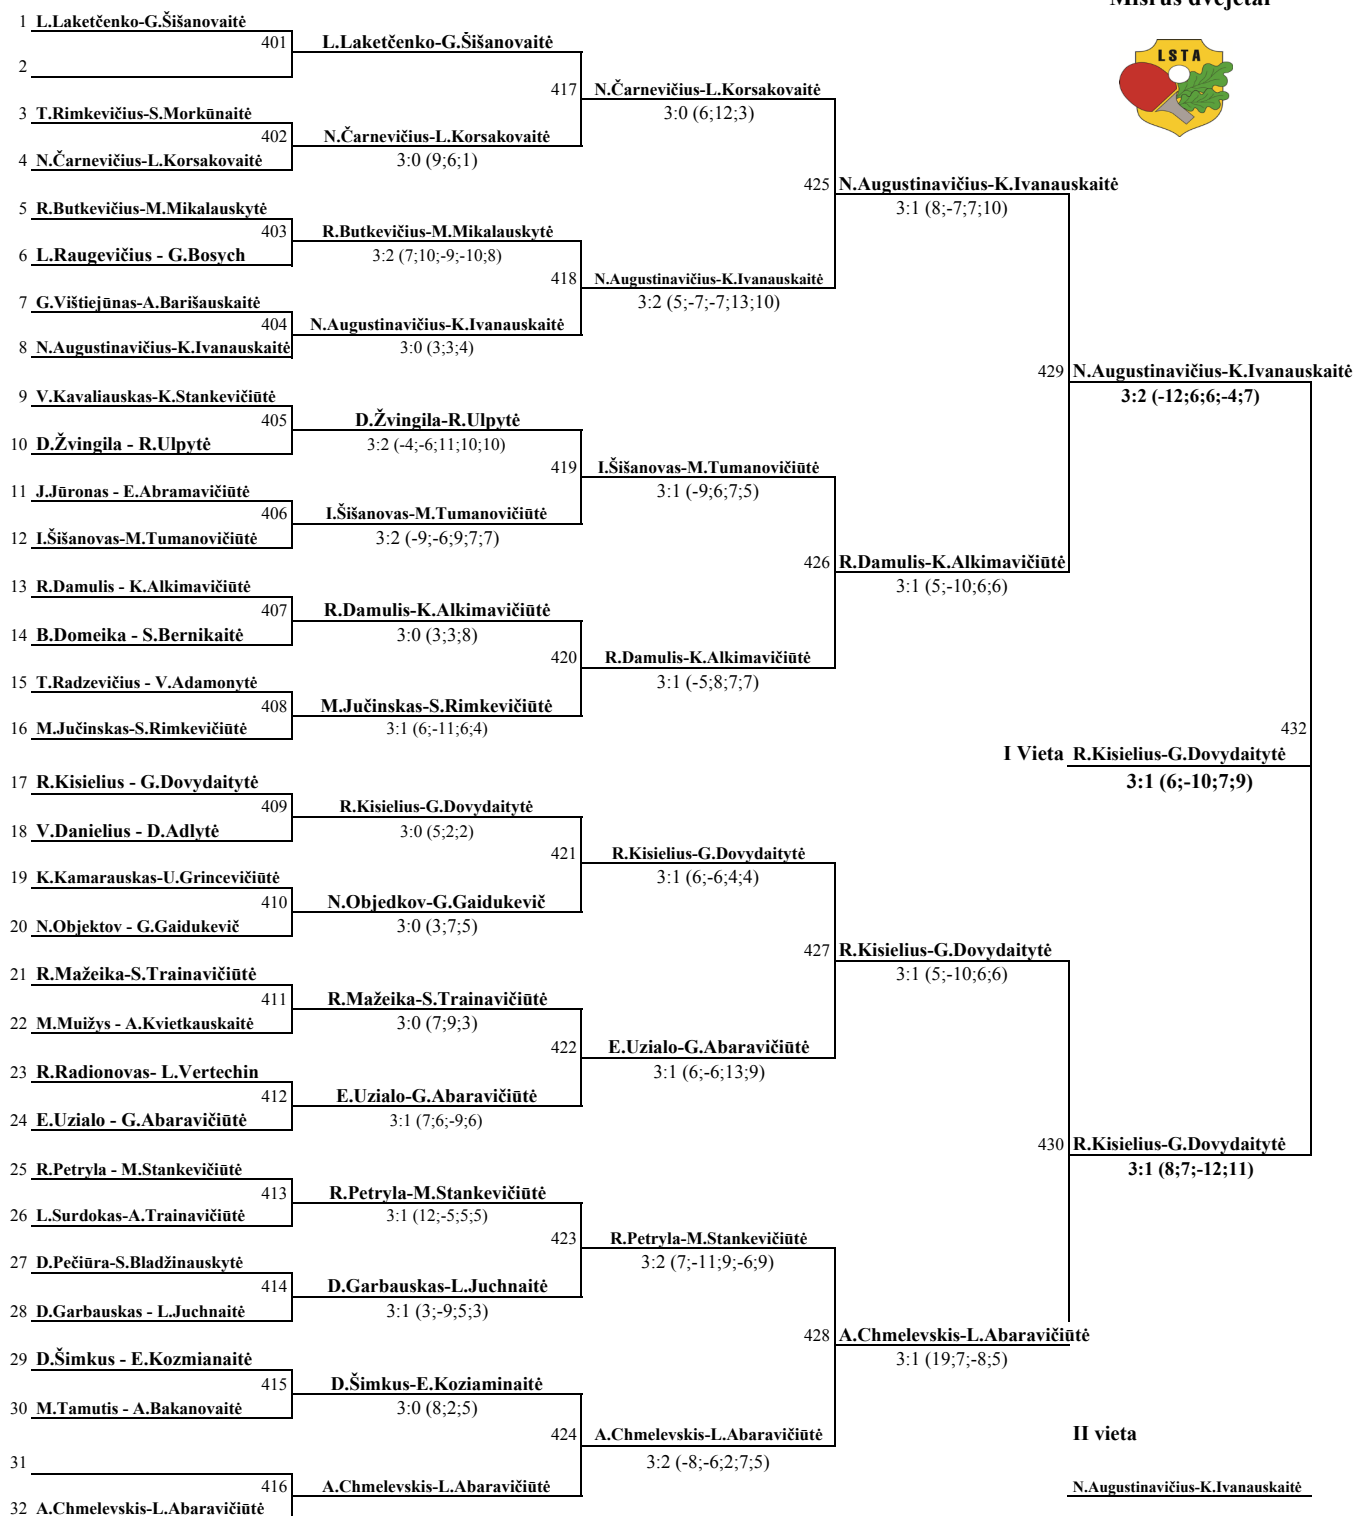 Mišrūs dvejetai
LSTA
1 L.Laketčenko-G.Šišanovaitė
401 L.Laketčenko-G.Šišanovaitė
2
417 N.Čarnevičius-L.Korsakovaitė
3:0 (6;12;3)
3 T.Rimkevičius-S.Morkūnaitė
402 N.Čarnevičius-L.Korsakovaitė
4 N.Čarnevičius-L.Korsakovaitė
3:0 (9;6;1)
425 N.Augustinavičius-K.Ivanauskaitė
3:1 (8;-7;7;10)
5 R.Butkevičius-M.Mikalauskytė
403 R.Butkevičius-M.Mikalauskytė
6 L.Raugevičius - G.Bosych
3:2 (7;10;-9;-10;8)
418 N.Augustinavičius-K.Ivanauskaitė
3:2 (5;-7;-7;13;10)
7 G.Vištiejūnas-A.Barišauskaitė
404 N.Augustinavičius-K.Ivanauskaitė
8 N.Augustinavičius-K.Ivanauskaitė
3:0 (3;3;4)
429 N.Augustinavičius-K.Ivanauskaitė
3:2 (-12;6;6;-4;7)
9 V.Kavaliauskas-K.Stankevičiūtė
405 D.Žvingila-R.Ulpytė
10 D.Žvingila - R.Ulpytė
3:2 (-4;-6;11;10;10)
419 I.Šišanovas-M.Tumanovičiūtė
3:1 (-9;6;7;5)
11 J.Jūronas - E.Abramavičiūtė
406 I.Šišanovas-M.Tumanovičiūtė
12 I.Šišanovas-M.Tumanovičiūtė
3:2 (-9;-6;9;7;7)
426 R.Damulis-K.Alkimavičiūtė
3:1 (5;-10;6;6)
13 R.Damulis - K.Alkimavičiūtė
407 R.Damulis-K.Alkimavičiūtė
14 B.Domeika - S.Bernikaitė
3:0 (3;3;8)
420 R.Damulis-K.Alkimavičiūtė
3:1 (-5;8;7;7)
15 T.Radzevičius - V.Adamonytė
408 M.Jučinskas-S.Rimkevičiūtė
16 M.Jučinskas-S.Rimkevičiūtė
3:1 (6;-11;6;4)
432
I Vieta R.Kisielius-G.Dovydaitytė
3:1 (6;-10;7;9)
17 R.Kisielius - G.Dovydaitytė
409 R.Kisielius-G.Dovydaitytė
18 V.Danielius - D.Adlytė
3:0 (5;2;2)
421 R.Kisielius-G.Dovydaitytė
3:1 (6;-6;4;4)
19 K.Kamarauskas-U.Grincevičiūtė
410 N.Objedkov-G.Gaidukevič
20 N.Objektov - G.Gaidukevič
3:0 (3;7;5)
427 R.Kisielius-G.Dovydaitytė
3:1 (5;-10;6;6)
21 R.Mažeika-S.Trainavičiūtė
411 R.Mažeika-S.Trainavičiūtė
22 M.Muižys - A.Kvietkauskaitė
3:0 (7;9;3)
422 E.Uzialo-G.Abaravičiūtė
3:1 (6;-6;13;9)
23 R.Radionovas- L.Vertechin
412 E.Uzialo-G.Abaravičiūtė
24 E.Uzialo - G.Abaravičiūtė
3:1 (7;6;-9;6)
430 R.Kisielius-G.Dovydaitytė
3:1 (8;7;-12;11)
25 R.Petryla - M.Stankevičiūtė
413 R.Petryla-M.Stankevičiūtė
26 L.Surdokas-A.Trainavičiūtė
3:1 (12;-5;5;5)
423 R.Petryla-M.Stankevičiūtė
3:2 (7;-11;9;-6;9)
27 D.Pečiūra-S.Bladžinauskytė
414 D.Garbauskas-L.Juchnaitė
28 D.Garbauskas - L.Juchnaitė
3:1 (3;-9;5;3)
428 A.Chmelevskis-L.Abaravičiūtė
3:1 (19;7;-8;5)
29 D.Šimkus - E.Kozmianaitė
415 D.Šimkus-E.Koziaminaitė
30 M.Tamutis - A.Bakanovaitė
3:0 (8;2;5)
424 A.Chmelevskis-L.Abaravičiūtė
3:2 (-8;-6;2;7;5)
II vieta
31
416 A.Chmelevskis-L.Abaravičiūtė
N.Augustinavičius-K.Ivanauskaitė
32 A.Chmelevskis-L.Abaravičiūtė